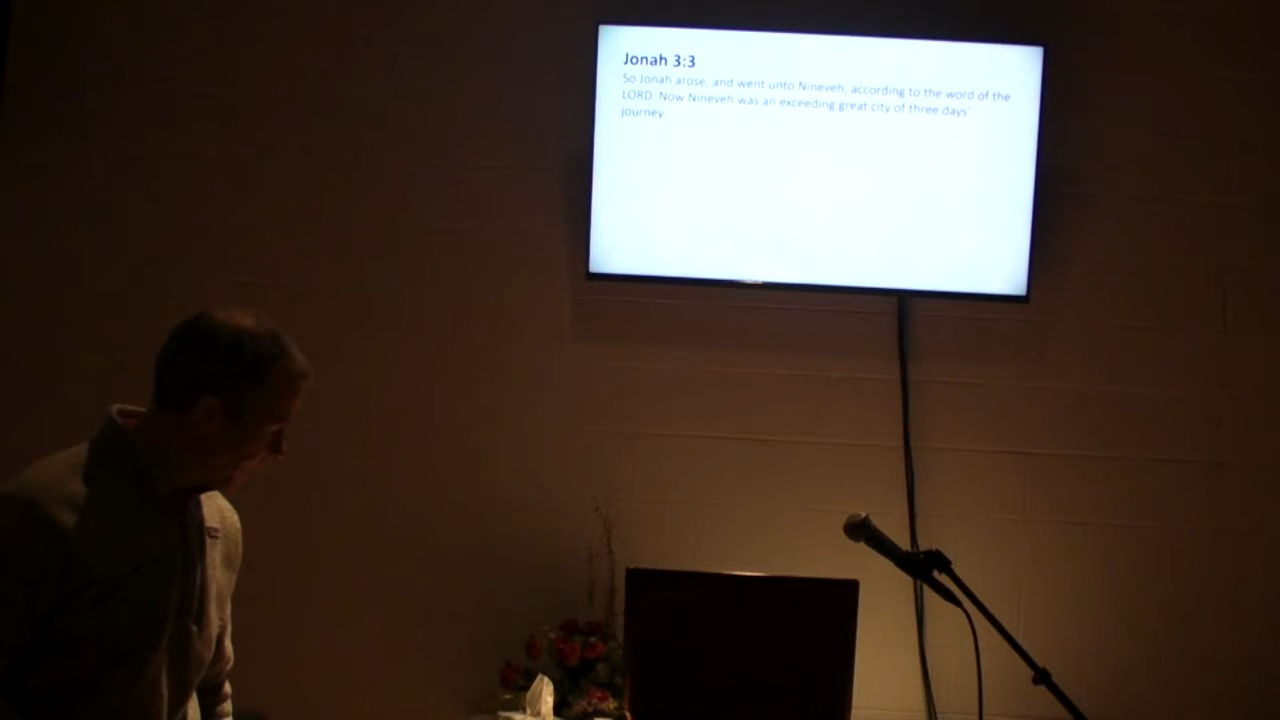 Jonah 3:3
So Jonah arose, and went unto Nineveh, according to the word of the
LORD. Now Nineveh was an exceeding great city of three days'
journey.